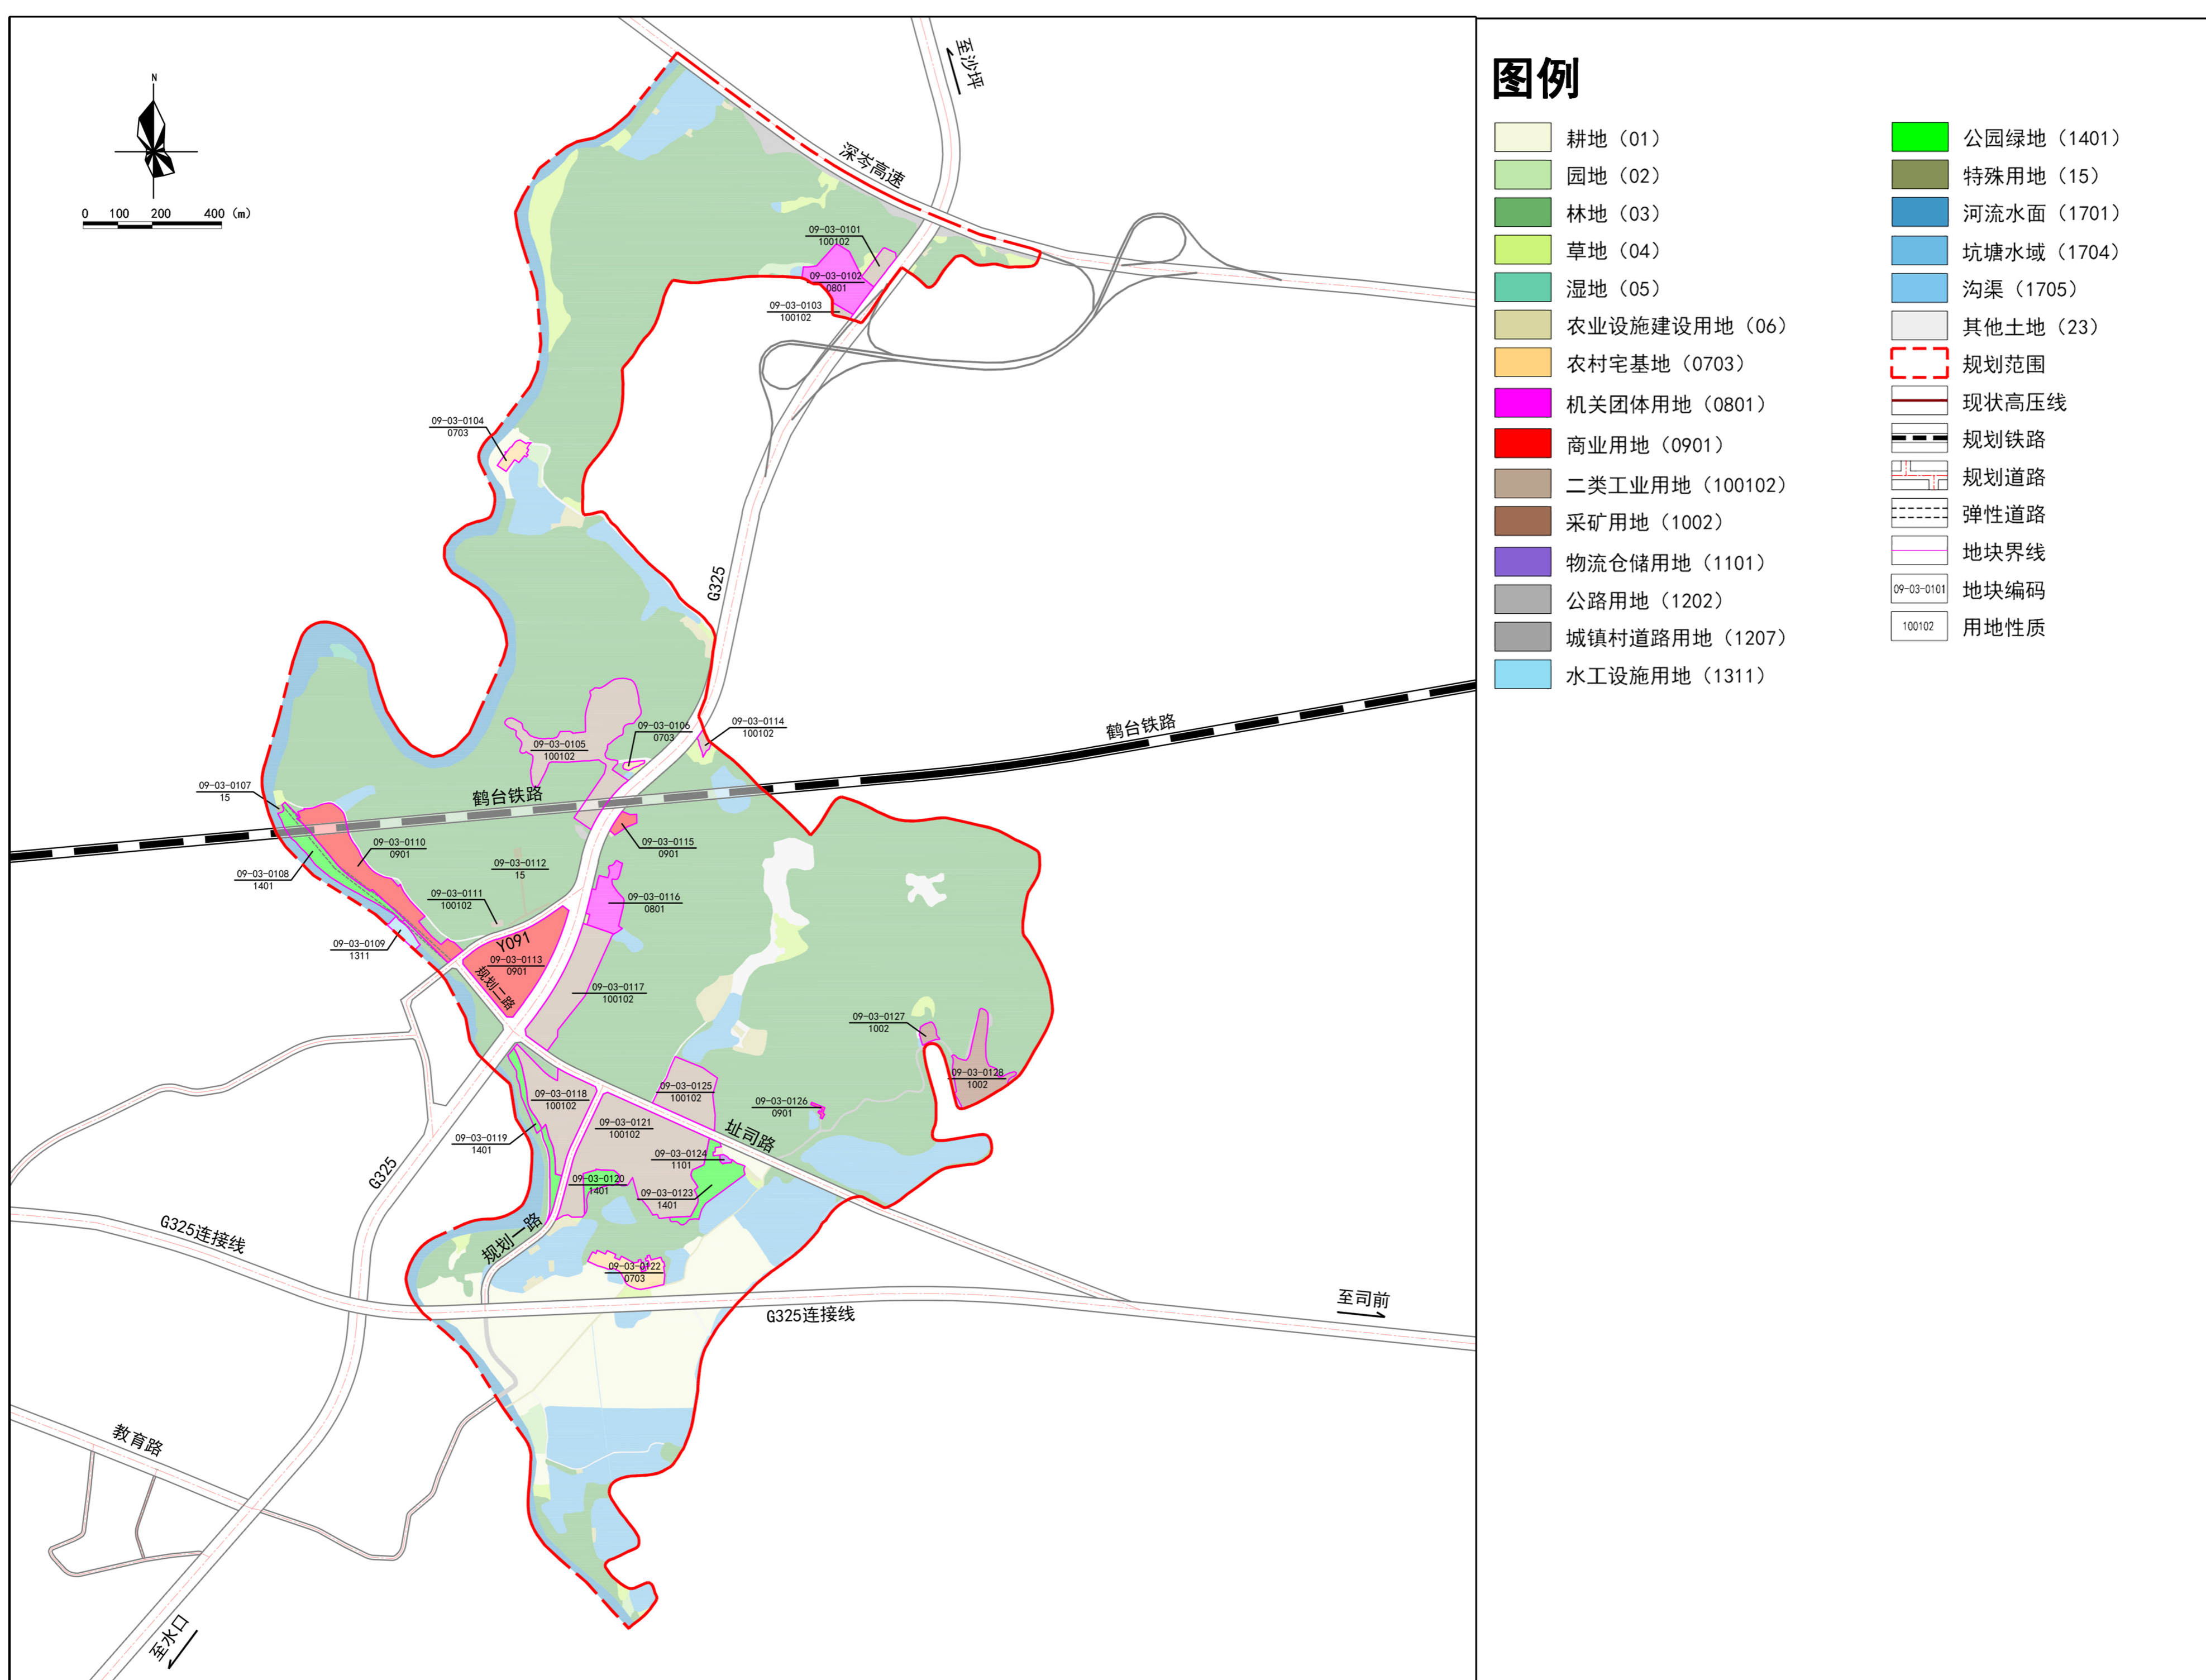 N
0 100 200 400 (m)
至沙坪
深岑高速
09-03-0101
100102
09-03-0102
0801
09-03-0103
100102
09-03-0104
0703
G325
09-03-0105
100102
09-03-0106
0703
09-03-0114
100102
鹤台铁路
鹤台铁路
09-03-0107
15
09-03-0115
0901
09-03-0110
0901
09-03-0108
1401
09-03-0112
15
09-03-0111
100102
09-03-0116
0801
09-03-0109
1311
Y091
09-03-0113
0901
规划二路
09-03-0117
100102
09-03-0127
1002
09-03-0128
1002
09-03-0118
100102
09-03-0125
100102
09-03-0126
0901
09-03-0121
100102
址司路
09-03-0119
1401
09-03-0124
1101
09-03-0120
1401
09-03-0123
1401
G325
G325连接线
规划一路
09-03-0122
0703
G325连接线
至司前
教育路
至水口
图例
耕地（01）
园地（02）
林地（03）
草地（04）
湿地（05）
农业设施建设用地（06）
农村宅基地（0703）
机关团体用地（0801）
商业用地（0901）
二类工业用地（100102）
采矿用地（1002）
物流仓储用地（1101）
公路用地（1202）
城镇村道路用地（1207）
水工设施用地（1311）
公园绿地（1401）
特殊用地（15）
河流水面（1701）
坑塘水域（1704）
沟渠（1705）
其他土地（23）
规划范围
现状高压线
规划铁路
规划道路
弹性道路
地块界线
09-03-0101 地块编码
100102 用地性质